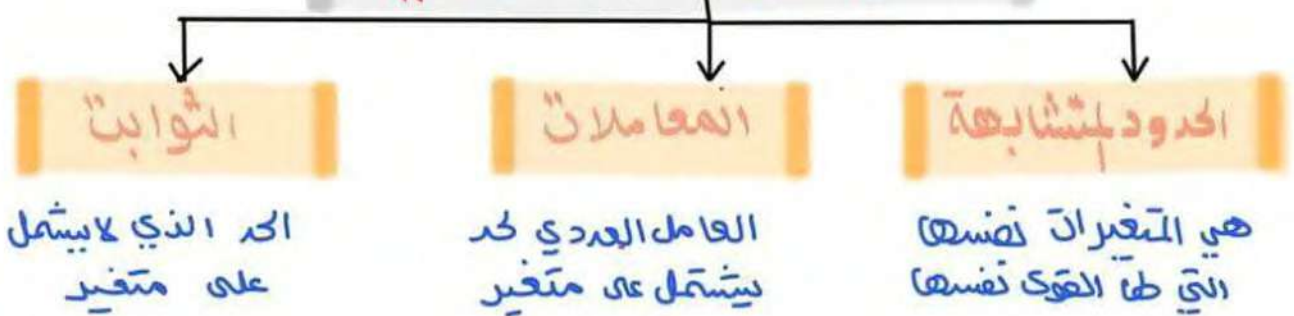 الحدود المتشابهة
هي المتغيرات نفسها
التي لها القوى نفسها
المعاملات
العامل العددي لحد
يشتمل على متغير
الثوابت
الحد الذي لا يشتمل
على متغير